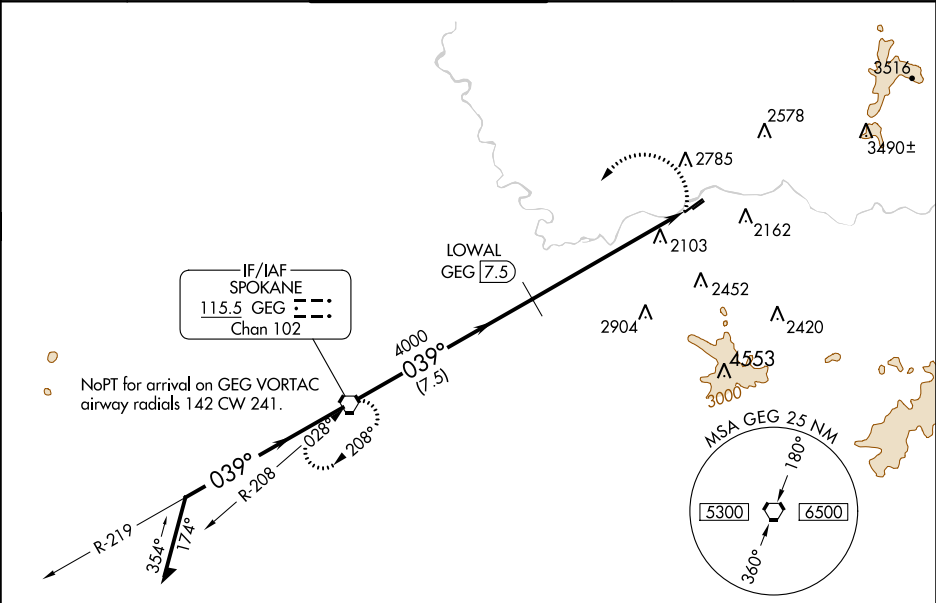 3516
2578
3490±
2785
2162
2103
LOWAL
GEG 7.5
IF/IAF
SPOKANE
115.5 GEG
Chan 102
2452
2904
2420
4553
3000
4000
039°
(7.5)
NoPT for arrival on GEG VORTAC
airway radials 142 CW 241.
028°
208°
039°
R-208
R-219
354°
174°
MSA GEG 25 NM
180°
5300
6500
360°